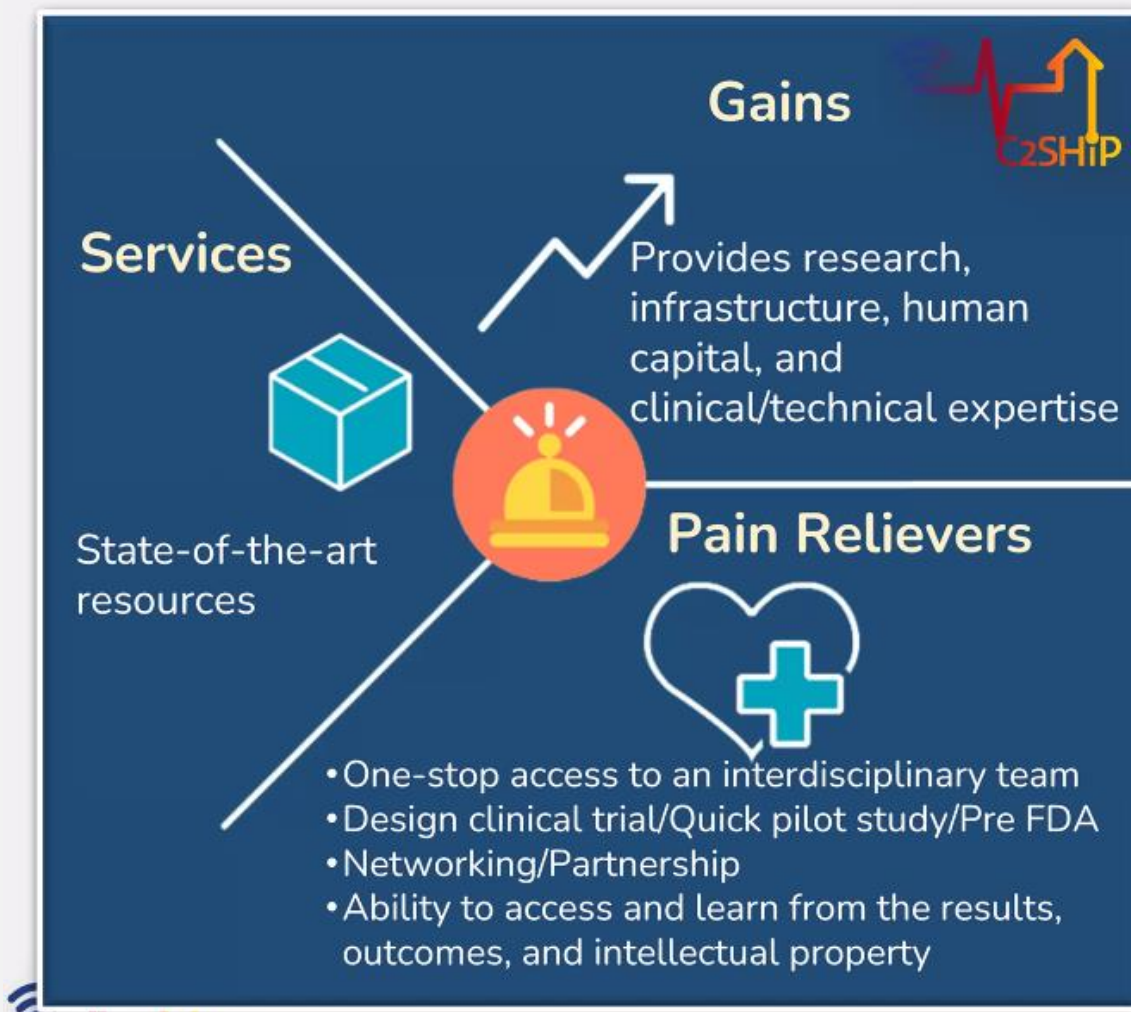 Gains
C2SHiP
Services
Provides research,
infrastructure, human
capital, and
clinical/technical expertise
State-of-the-art
resources
Pain Relievers
•One-stop access to an interdisciplinary team
•Design clinical trial/Quick pilot study/Pre FDA
•Networking/Partnership
•Ability to access and learn from the results,
outcomes, and intellectual property